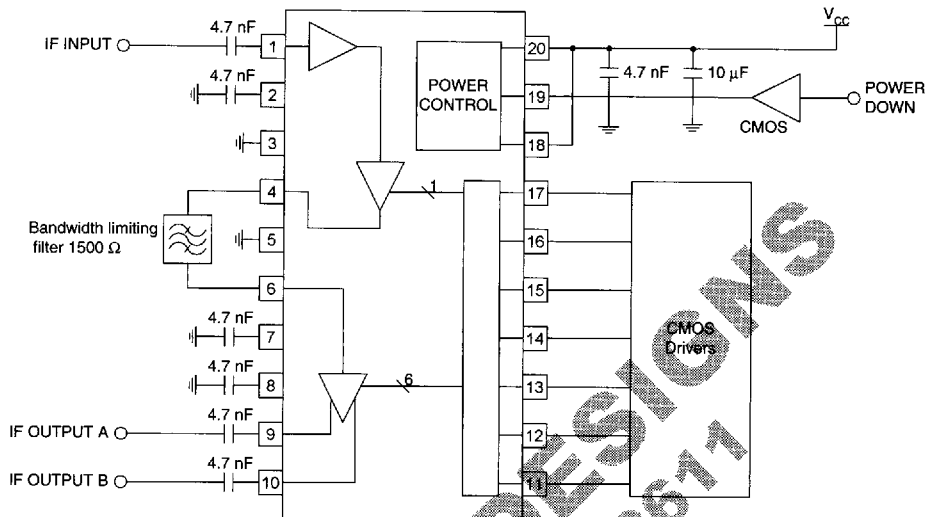 4.7 nF
IF INPUT
1
4.7 nF
2
3
4
Bandwidth limiting
filter 1500 Ω
5
6
4.7 nF
7
4.7 nF
8
4.7 nF
IF OUTPUT A
9
4.7 nF
IF OUTPUT B
10
POWER
CONTROL
1
6
VCC
20
4.7 nF
10 µF
19
CMOS
POWER
DOWN
18
17
16
15
14
CMOS
Drivers
13
12
11
ESIGNS
611